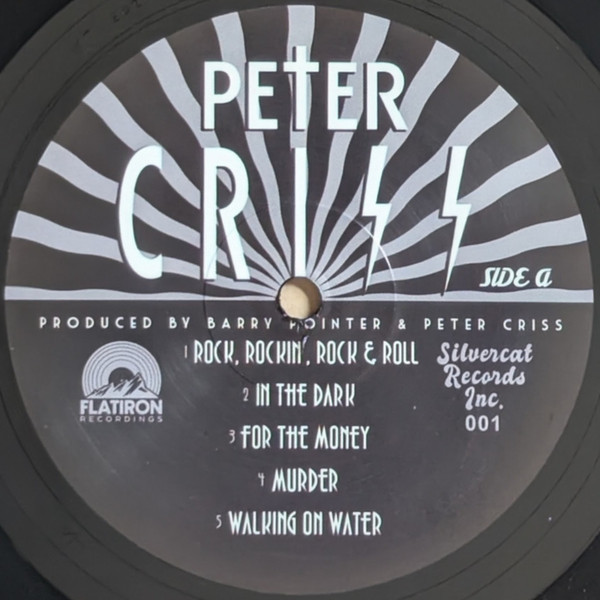 PETER
CRISS
SIDE A
PRODUCED BY BARRY POINTER & PETER CRISS
1 ROCK, ROCKIN', ROCK & ROLL
2 IN THE DARK
3 FOR THE MONEY
4 MURDER
5 WALKING ON WATER
FLATIRON
RECORDINGS
Silvercat
Records
Inc.
001